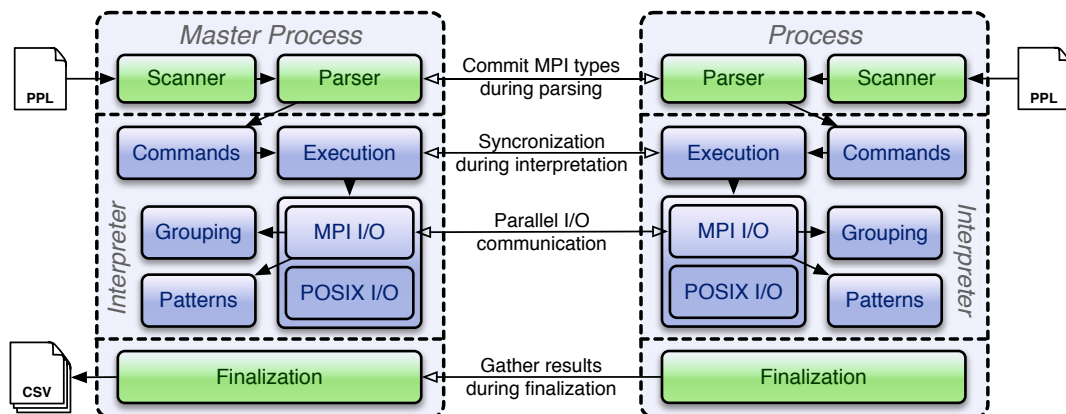 Master Process
Process
Scanner
Parser
Commit MPI types
during parsing
Parser
Scanner
PPL
PPL
Commands
Execution
Syncronization
during interpretation
Execution
Commands
Interpreter
Grouping
MPI I/O
Parallel I/O
communication
MPI I/O
Grouping
Interpreter
Patterns
POSIX I/O
POSIX I/O
Patterns
Finalization
Gather results
during finalization
Finalization
CSV